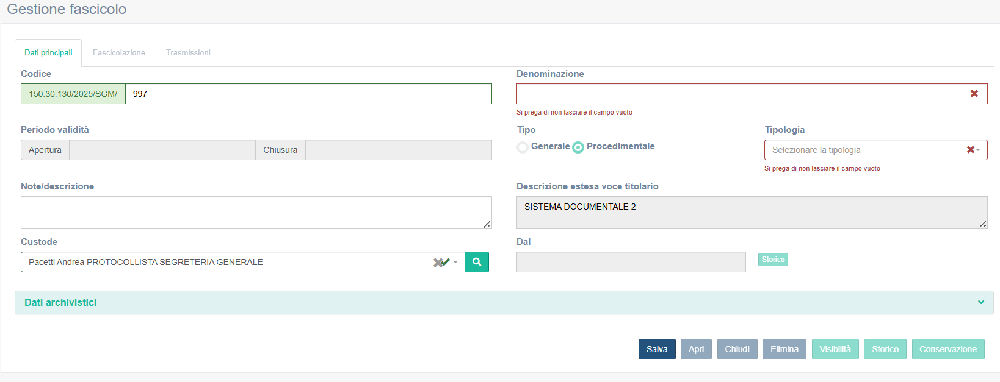 Gestione fascicolo
Dati principali Fascicolazione Trasmissioni
Codice Denominazione
150.30.130/2025/SGM/ 997
Si prega di non lasciare il campo vuoto
Periodo validità Tipo Tipologia
Apertura Chiusura Generale Procedimentale Selezionare la tipologia
Si prega di non lasciare il campo vuoto
Note/descrizione Descrizione estesa voce titolario
SISTEMA DOCUMENTALE 2
Custode Dal
Pacetti Andrea PROTOCOLLISTA SEGRETERIA GENERALE Storico
Dati archivistici
Salva Apri Chiudi Elimina Visibilità Storico Conservazione